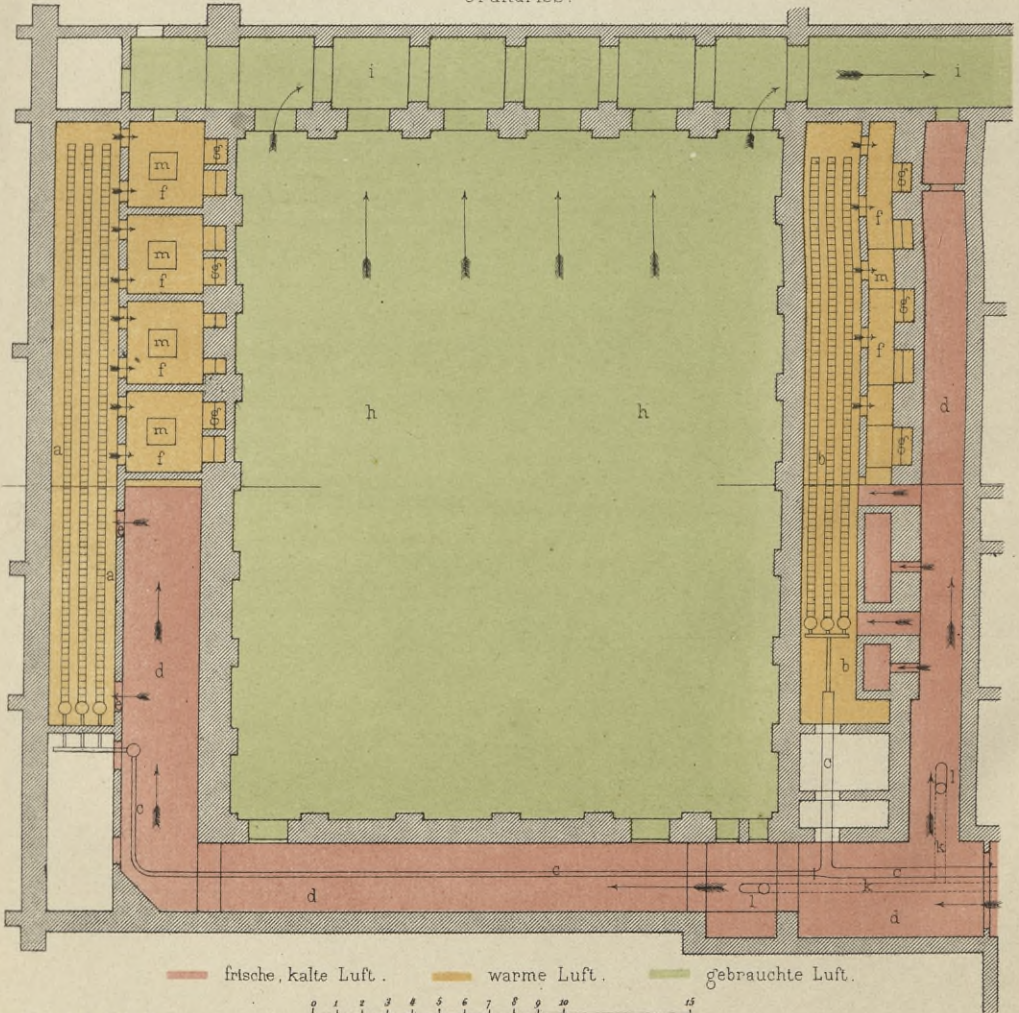 i i
m
f
m
f
m
f
m
f
f
m
f
h h
d
a
b
e
a
d
b
e
c
c
l
k
c c
d l k
d
frische, kalte Luft. warme Luft. gebrauchte Luft.
0 1 2 3 4 5 6 7 8 9 10 15